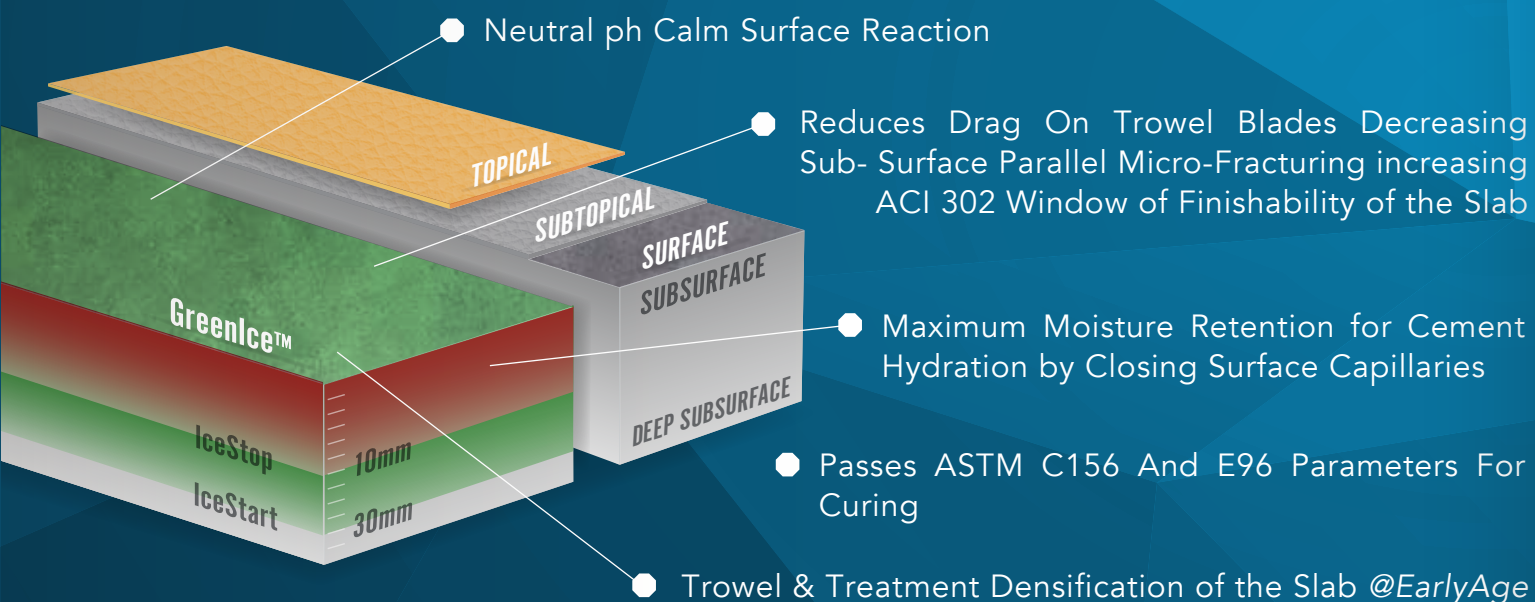 Neutral ph Calm Surface Reaction
Reduces Drag On Trowel Blades Decreasing
Sub- Surface Parallel Micro-Fracturing increasing
ACI 302 Window of Finishability of the Slab
TOPICAL
SUBTOPICAL
SURFACE
SUBSURFACE
DEEP SUBSURFACE
GreenIce™
IceStop
10mm
IceStart
30mm
Maximum Moisture Retention for Cement
Hydration by Closing Surface Capillaries
Passes ASTM C156 And E96 Parameters For
Curing
Trowel & Treatment Densification of the Slab @EarlyAge